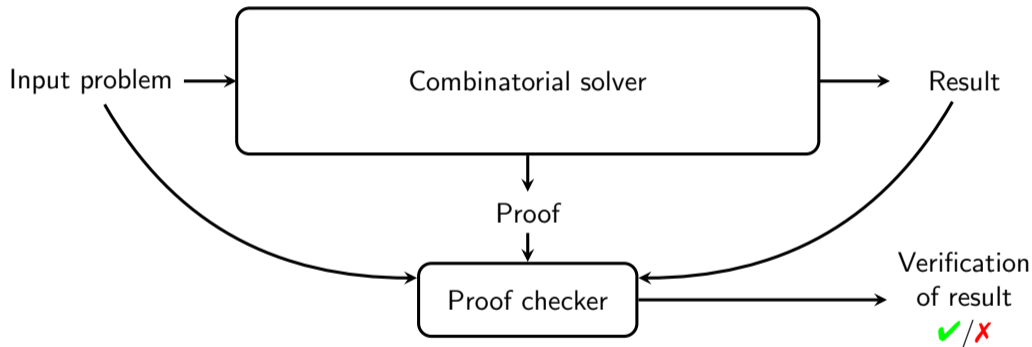 Input problem
Combinatorial solver
Result
Proof
Proof checker
Verification
of result
✔/✗